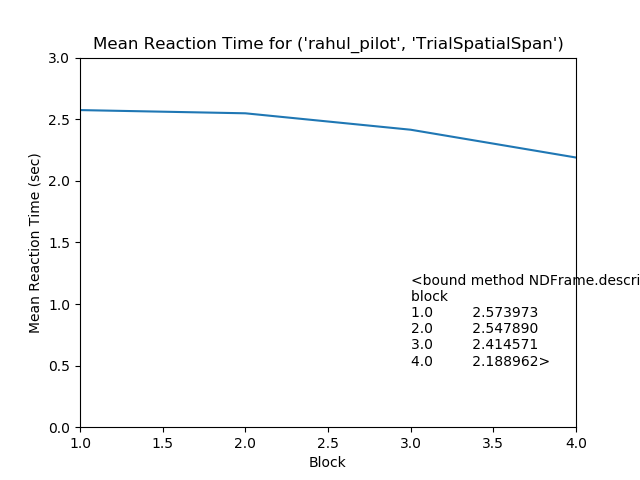 Mean Reaction Time for ('rahul_pilot', 'TrialSpatialSpan')
3.0
2.5
2.0
1.5
1.0
0.5
0.0
Mean Reaction Time (sec)
<bound method NDFrame.descri
block
1.0 2.573973
2.0 2.547890
3.0 2.414571
4.0 2.188962>
1.0 1.5 2.0 2.5 3.0 3.5 4.0
Block